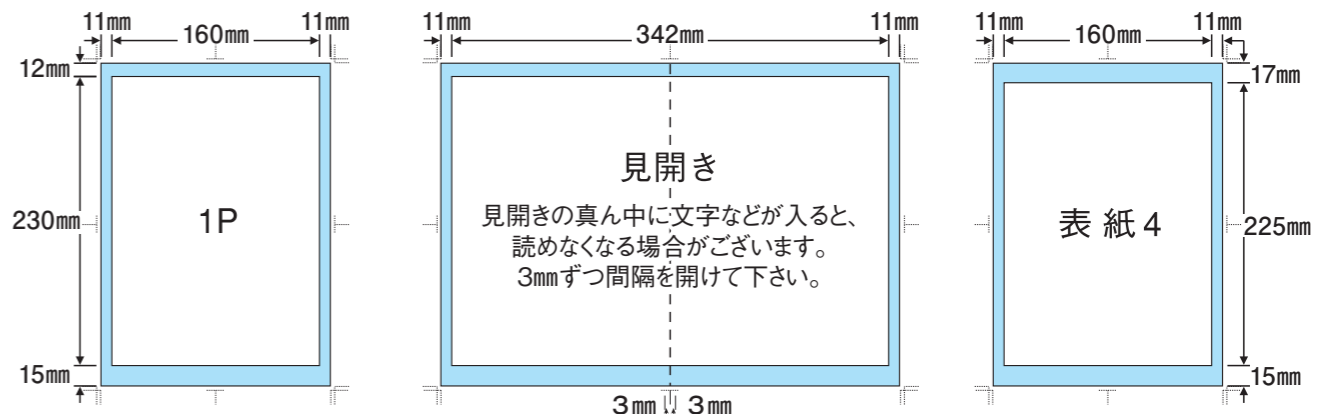 11mm 160mm 11mm
12mm
230mm
15mm
1P
11mm 342mm 11mm
見開き
見開きの真ん中に文字などが入ると、
読めなくなる場合がございます。
3mmずつ間隔を開けて下さい。
3mm 3mm
11mm 160mm 11mm
17mm
225mm
15mm
表紙4